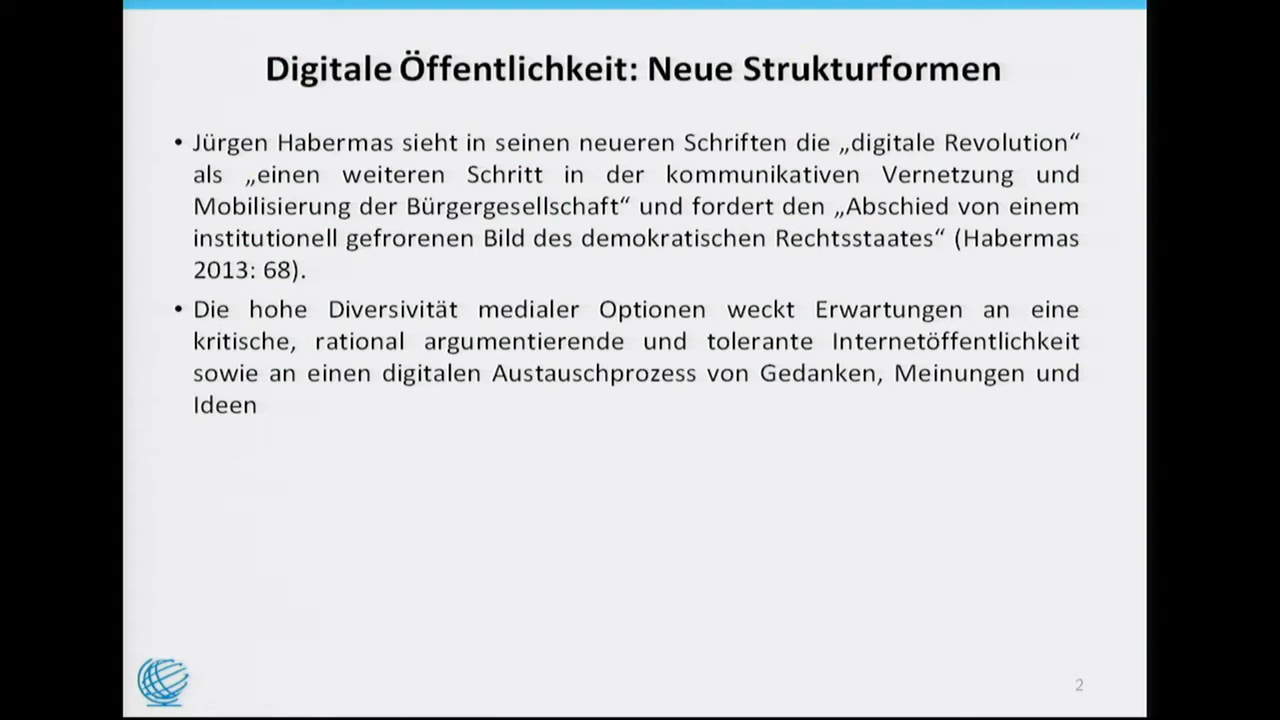 Digitale Öffentlichkeit: Neue Strukturformen
• Jürgen Habermas sieht in seinen neueren Schriften die „digitale Revolution“
als „einen weiteren Schritt in der kommunikativen Vernetzung und
Mobilisierung der Bürgergesellschaft“ und fordert den „Abschied von einem
institutionell gefrorenen Bild des demokratischen Rechtsstaates“ (Habermas
2013: 68).
• Die hohe Diversivität medialer Optionen weckt Erwartungen an eine
kritische, rational argumentierende und tolerante Internetöffentlichkeit
sowie an einen digitalen Austauschprozess von Gedanken, Meinungen und
Ideen
2